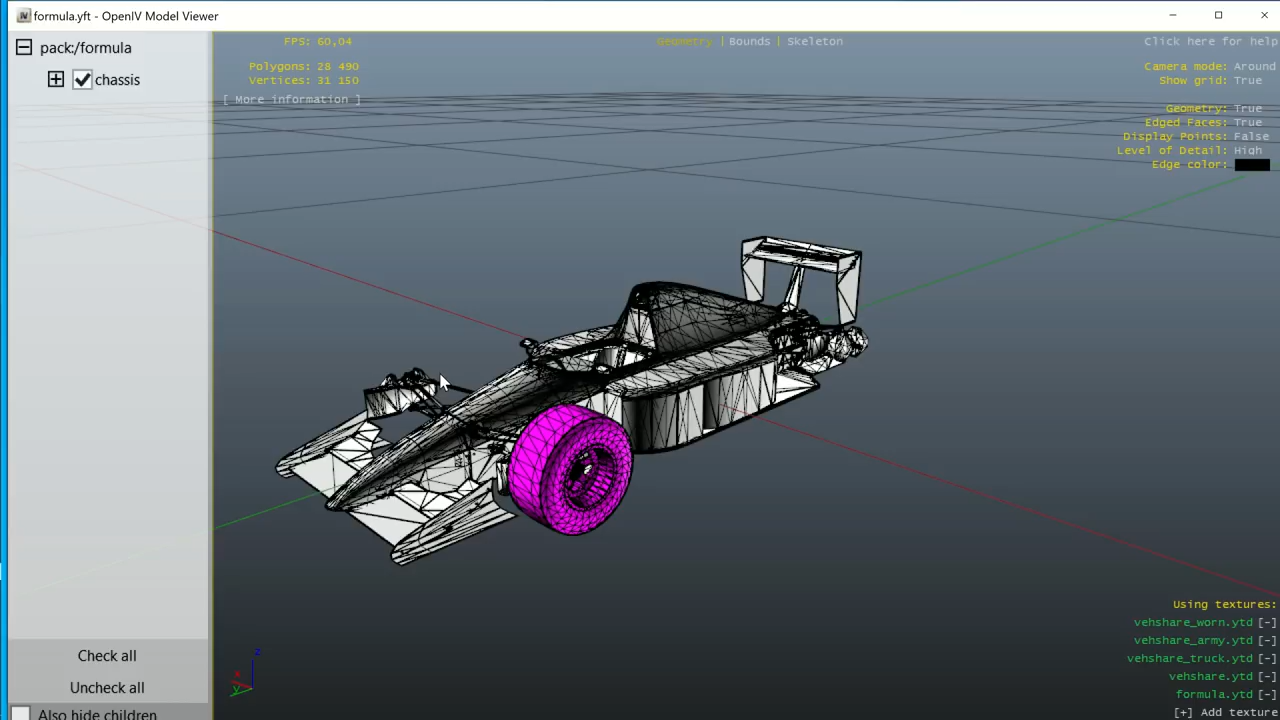 formula.yft - OpenIV Model Viewer
pack:/formula
chassis
FPS: 60,04
Polygons: 28 490
Vertices: 31 150
[ More information ]
Geometry | Bounds | Skeleton
Click here for help
Camera mode: Around
Show grid: True
Geometry: True
Edged Faces: True
Display Points: False
Level of Detail: High
Edge color:
z
x
y
Check all
Uncheck all
Also hide children
Using textures:
vehshare_worn.ytd [-]
vehshare_army.ytd [-]
vehshare_truck.ytd [-]
vehshare.ytd [-]
formula.ytd [-]
[+] Add texture